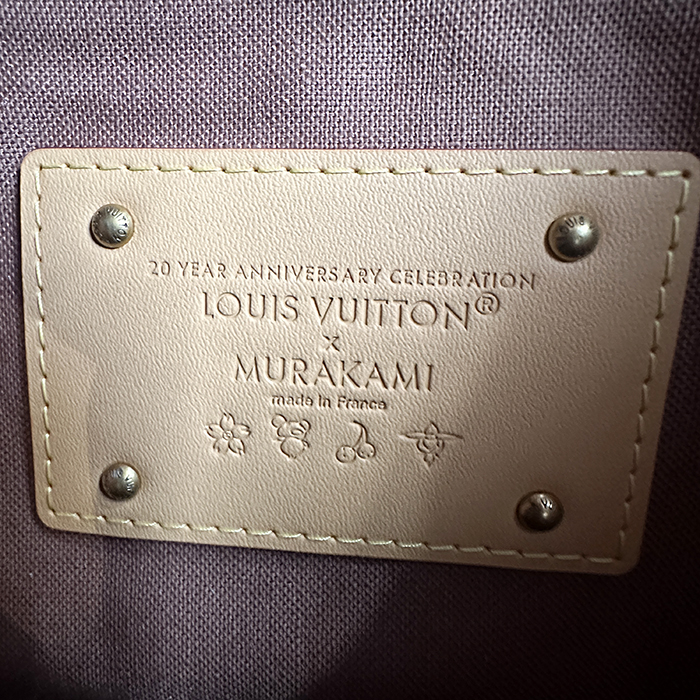 20 YEAR ANNIVERSARY CELEBRATION
LOUIS VUITTON®
x
MURAKAMI
made in France